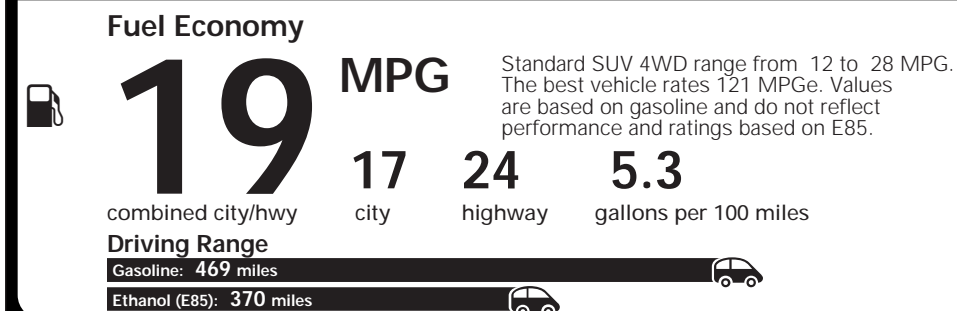 Fuel Economy
19
MPG
Standard SUV 4WD range from 12 to 28 MPG.
The best vehicle rates 121 MPGe. Values
are based on gasoline and do not reflect
performance and ratings based on E85.
17 24 5.3
combined city/hwy city highway gallons per 100 miles
Driving Range
Gasoline: 469 miles
Ethanol (E85): 370 miles